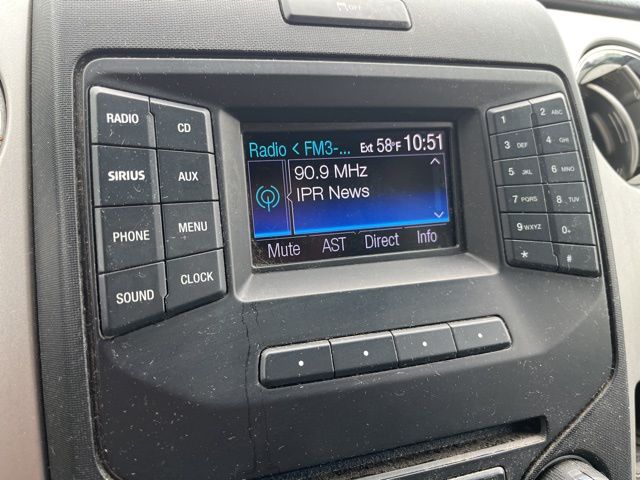 OFF
RADIO
CD
SIRIUS
AUX
PHONE
MENU
SOUND
CLOCK
Radio < FM3-... Ext 58°F 10:51
90.9 MHz
IPR News
Mute AST Direct Info
1
2 ABC
3 DEF
4 GHI
5 JKL
6 MNO
7 PQRS
8 TUV
9 WXYZ
0+
*
#